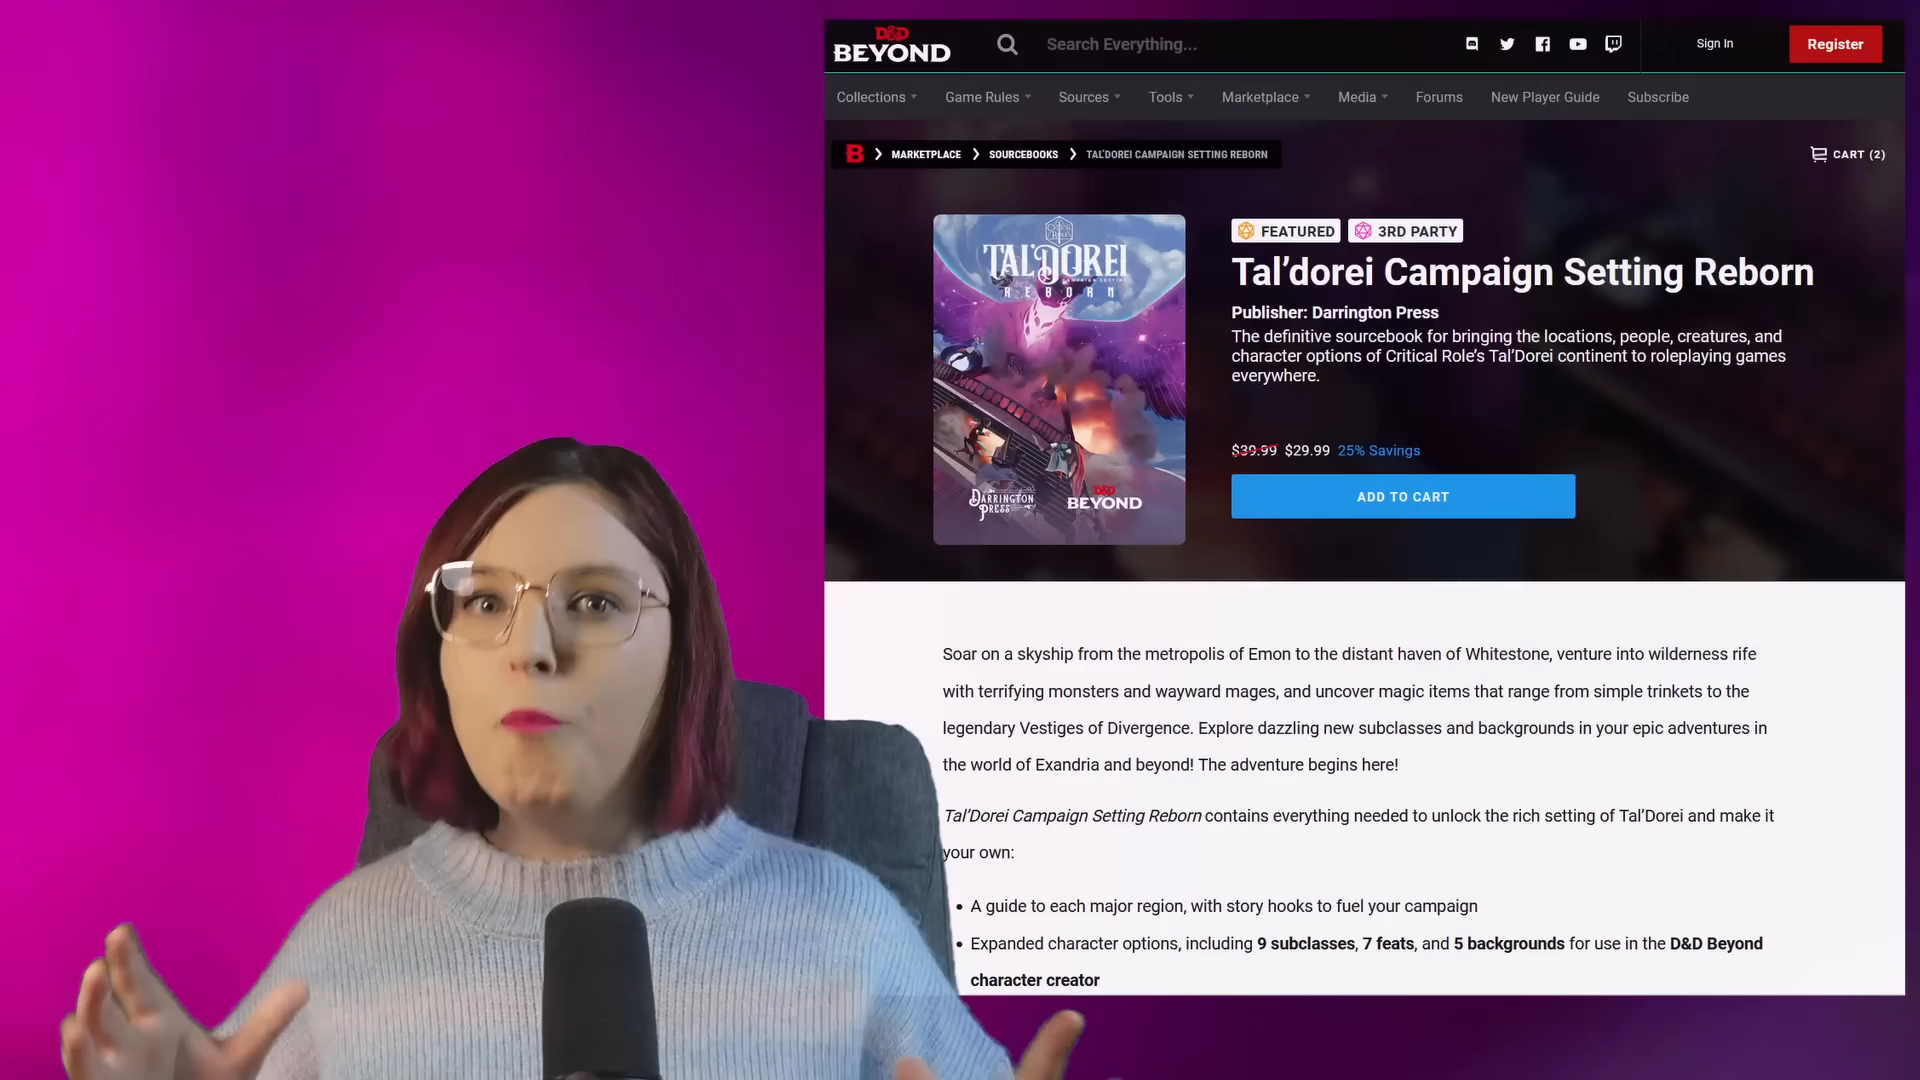 D&D
BEYOND
Search Everything...
Sign In
Register
Collections
Game Rules
Sources
Tools
Marketplace
Media
Forums
New Player Guide
Subscribe
B
MARKETPLACE
SOURCEBOOKS
TAL'DOREI CAMPAIGN SETTING REBORN
CART (2)
TAL'DOREI
CAMPAIGN SETTING
REBORN
DARRINGTON
PRESS
D&D
BEYOND
FEATURED
3RD PARTY
Tal’dorei Campaign Setting Reborn
Publisher: Darrington Press
The definitive sourcebook for bringing the locations, people, creatures, and
character options of Critical Role’s Tal’Dorei continent to roleplaying games
everywhere.
$39.99 $29.99 25% Savings
ADD TO CART
Soar on a skyship from the metropolis of Emon to the distant haven of Whitestone, venture into wilderness rife
with terrifying monsters and wayward mages, and uncover magic items that range from simple trinkets to the
legendary Vestiges of Divergence. Explore dazzling new subclasses and backgrounds in your epic adventures in
the world of Exandria and beyond! The adventure begins here!
Tal’Dorei Campaign Setting Reborn contains everything needed to unlock the rich setting of Tal’Dorei and make it
your own:
• A guide to each major region, with story hooks to fuel your campaign
• Expanded character options, including 9 subclasses, 7 feats, and 5 backgrounds for use in the D&D Beyond
character creator